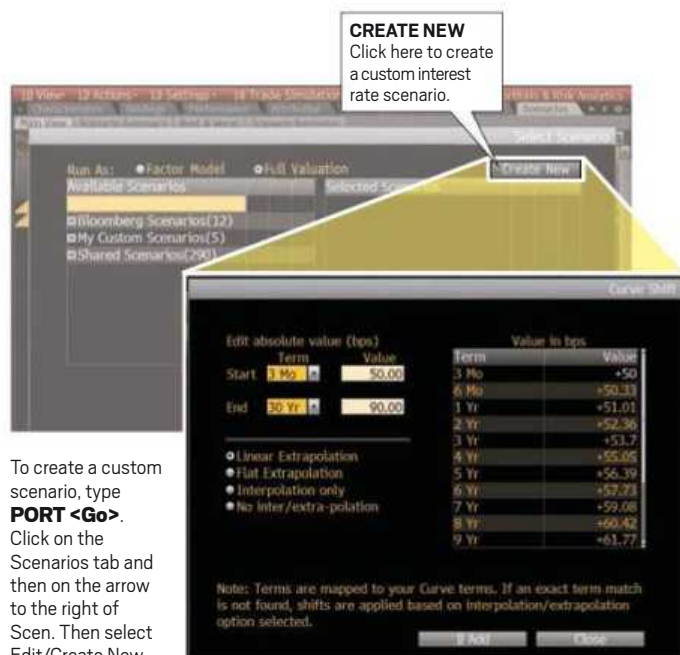 CREATE NEW
Click here to create
a custom interest
rate scenario.
10 View 12 Actions 13 Settings 16 Trade Simulation & Risk Analytics
Scenarios
Select Scenario
Run As: Factor Model Full Valuation Create New
Available Scenarios Selected Scenarios
Bloomberg Scenarios(12)
My Custom Scenarios(5)
Shared Scenarios(290)
Curve Shift
Edit absolute value (bps) Value in bps
Term Value Term Value
Start 3 Mo 50.00 3 Mo +50
6 Mo +50.33
End 30 Yr 90.00 1 Yr +51.01
2 Yr +52.36
3 Yr +53.7
Linear Extrapolation 4 Yr +55.05
Flat Extrapolation 5 Yr +56.39
Interpolation only 6 Yr +57.73
No inter/extra-polation 7 Yr +59.08
8 Yr +60.42
9 Yr +61.77
Note: Terms are mapped to your Curve terms. If an exact term match
is not found, shifts are applied based on interpolation/extrapolation
option selected.
Add Close
To create a custom
scenario, type
PORT <Go>.
Click on the
Scenarios tab and
then on the arrow
to the right of
Scen. Then select
Edit/Create New